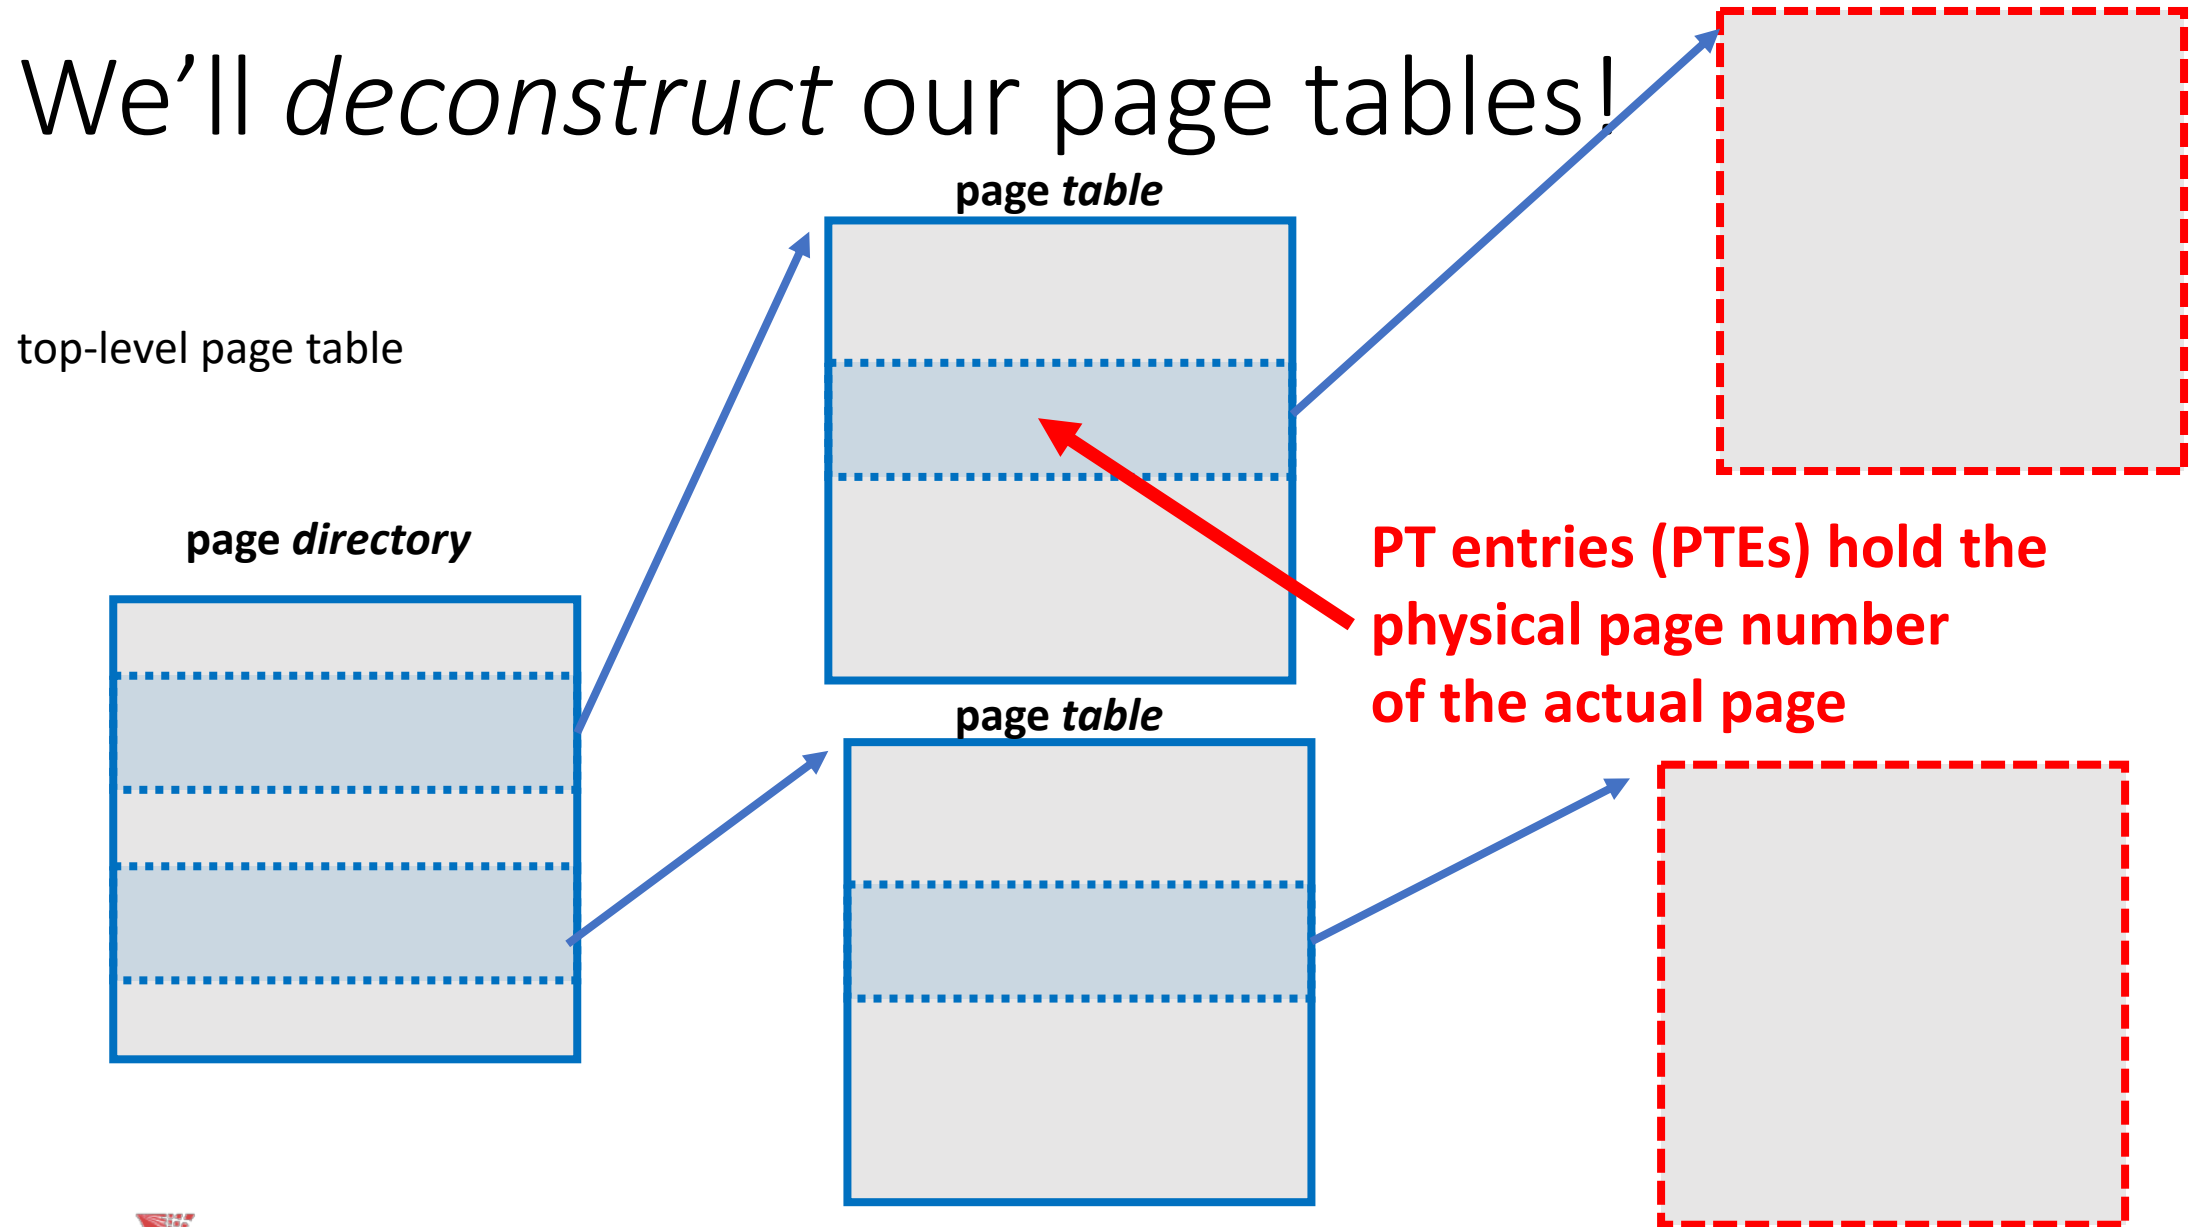 We’ll deconstruct our page tables!
page table
top-level page table
page directory
PT entries (PTEs) hold the
physical page number
of the actual page
page table